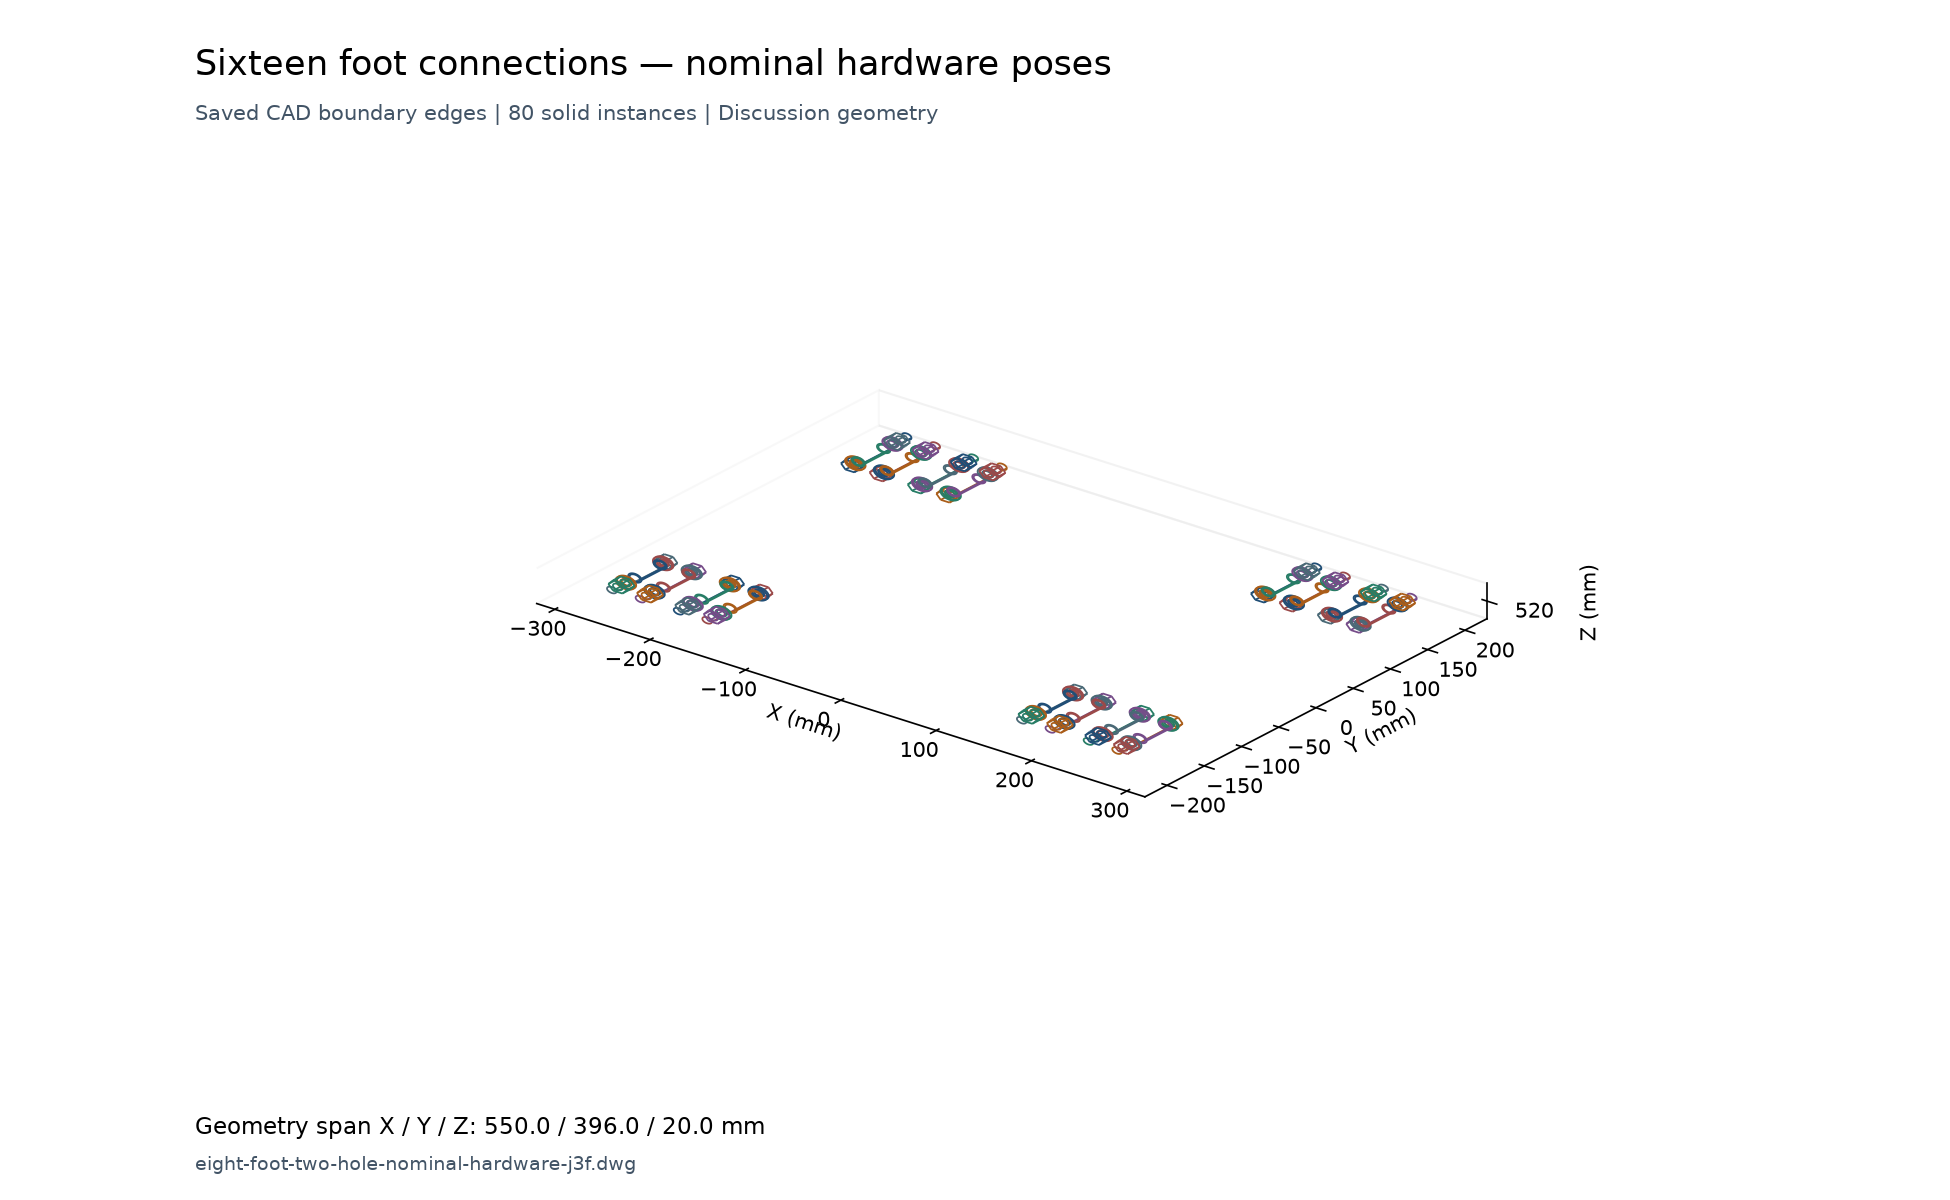 Sixteen foot connections — nominal hardware poses
Saved CAD boundary edges | 80 solid instances | Discussion geometry
520
Z (mm)
−300
−200
−100
0
100
200
300
X (mm)
200
150
100
50
0
−50
−100
−150
−200
Y (mm)
Geometry span X / Y / Z: 550.0 / 396.0 / 20.0 mm
eight-foot-two-hole-nominal-hardware-j3f.dwg